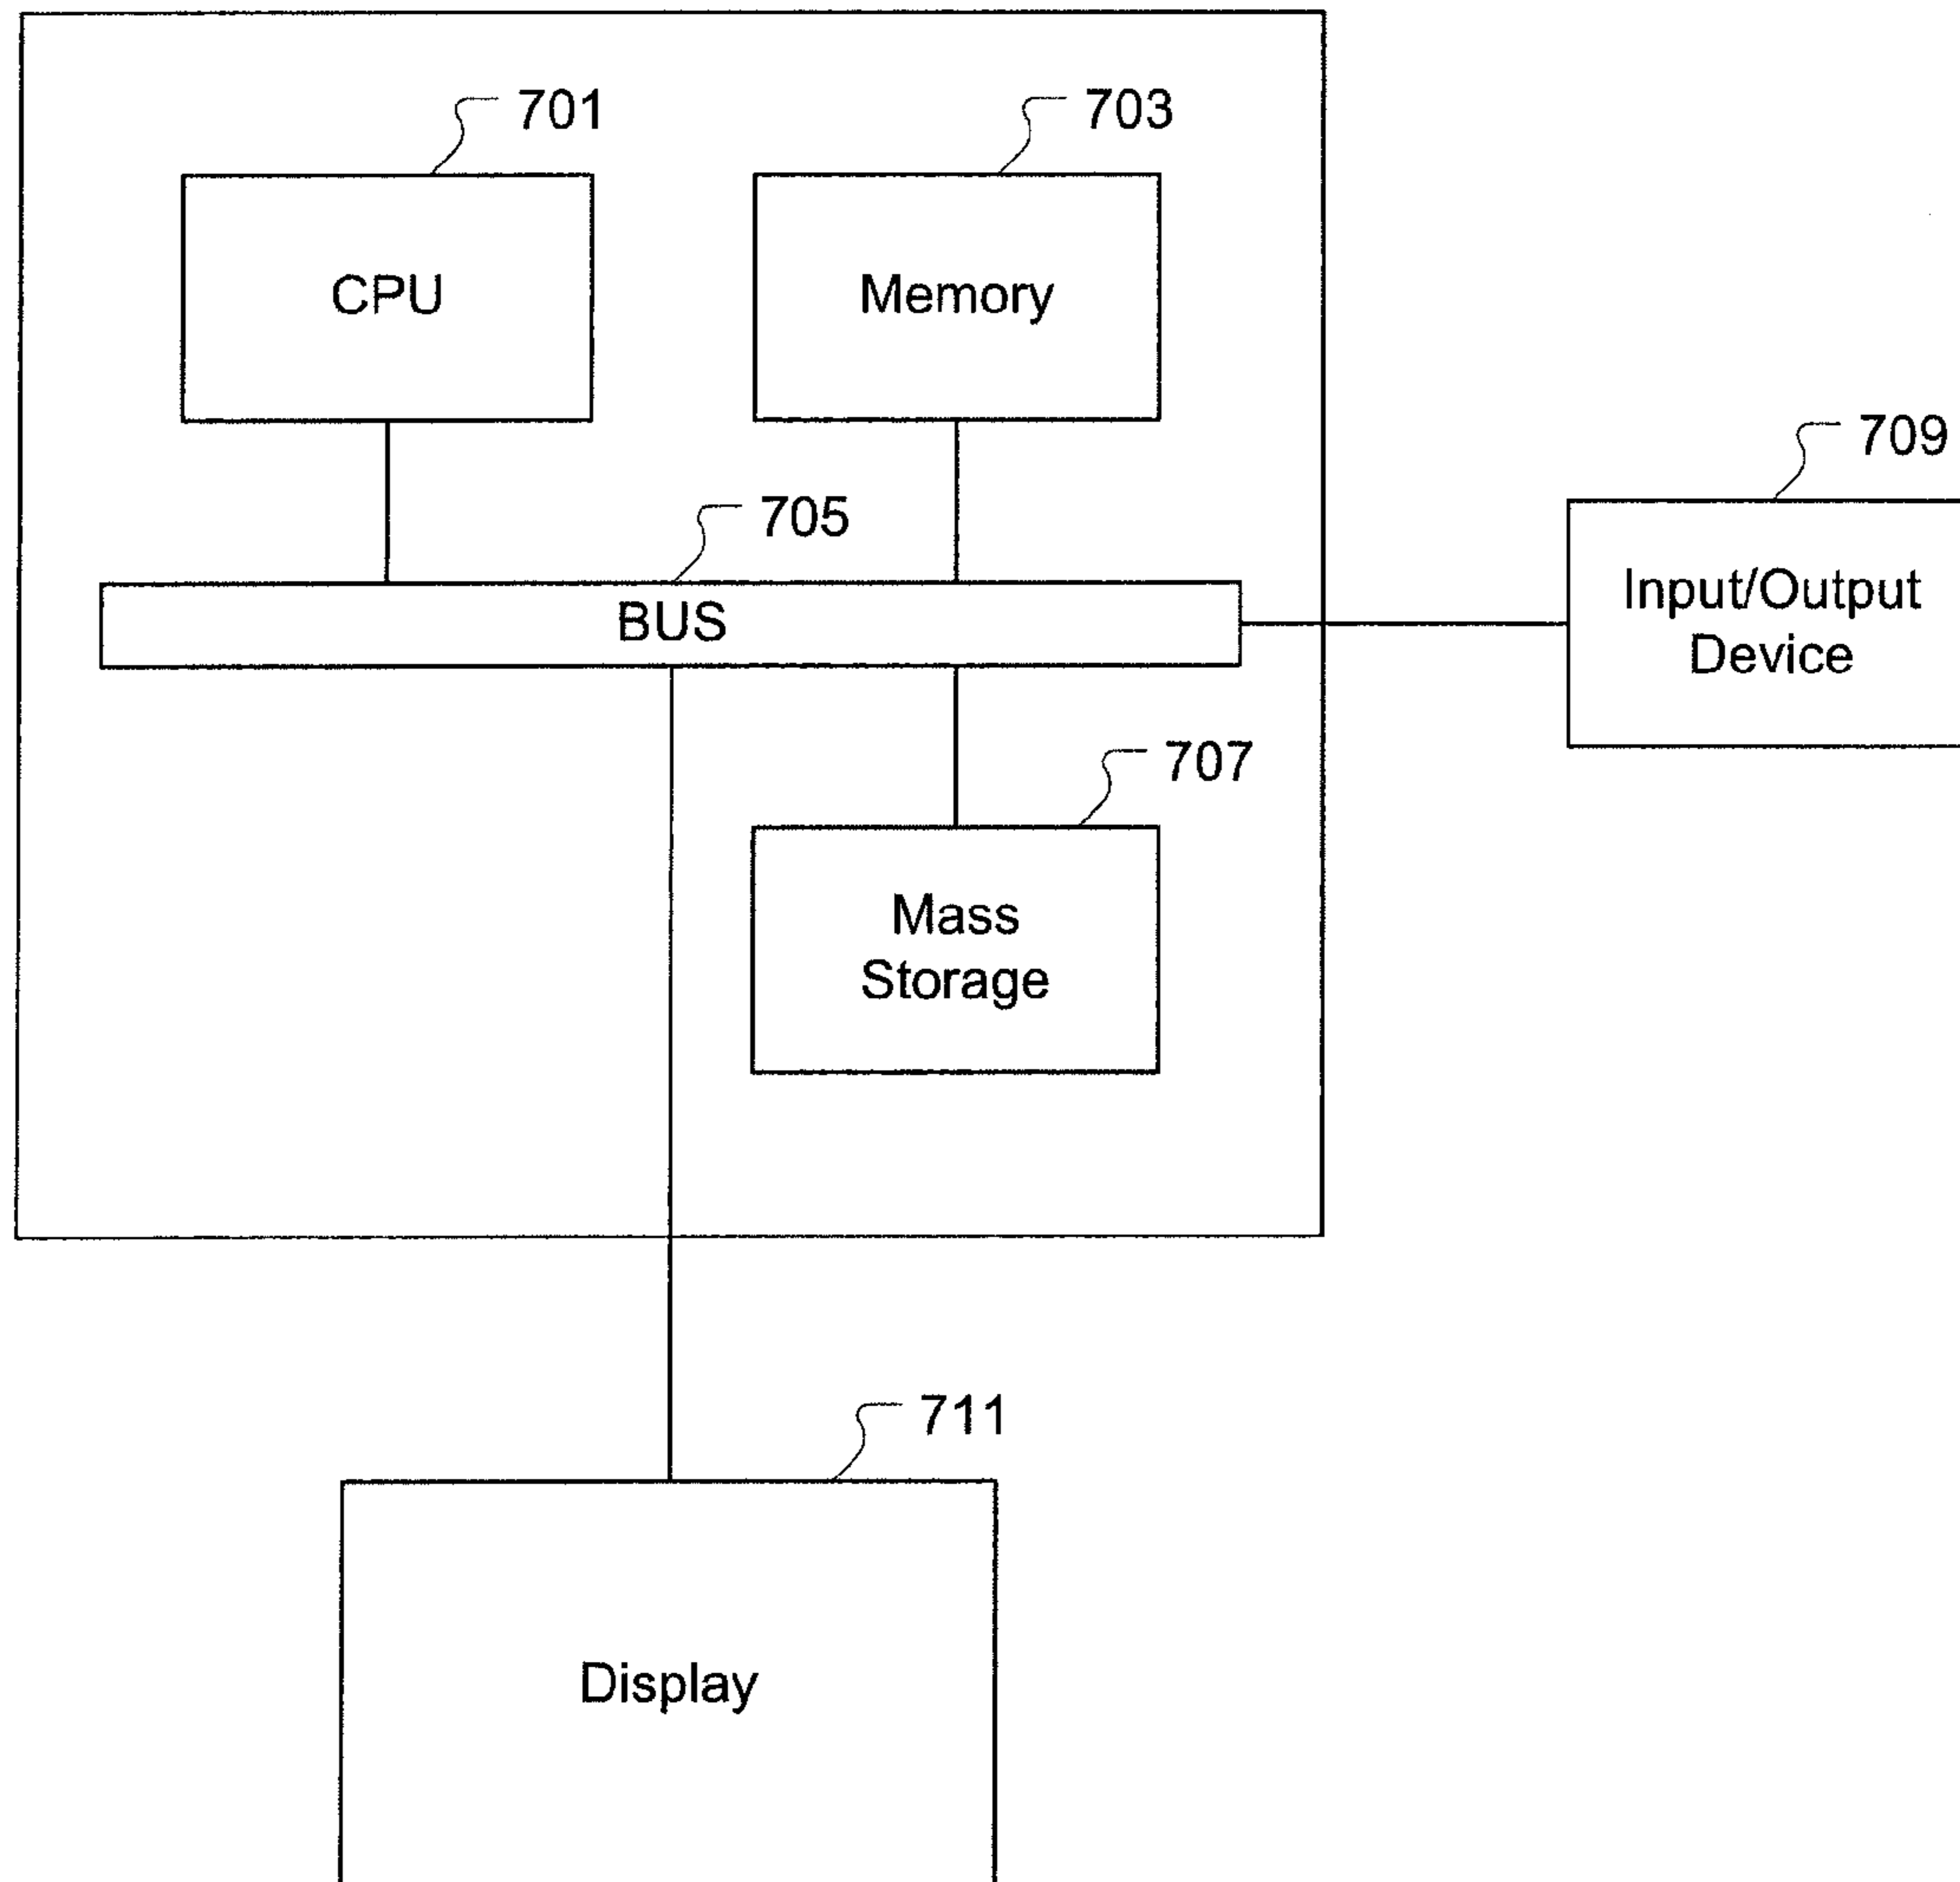 701
703
CPU
Memory
709
705
Input/Output
Device
BUS
707
Mass
Storage
711
Display